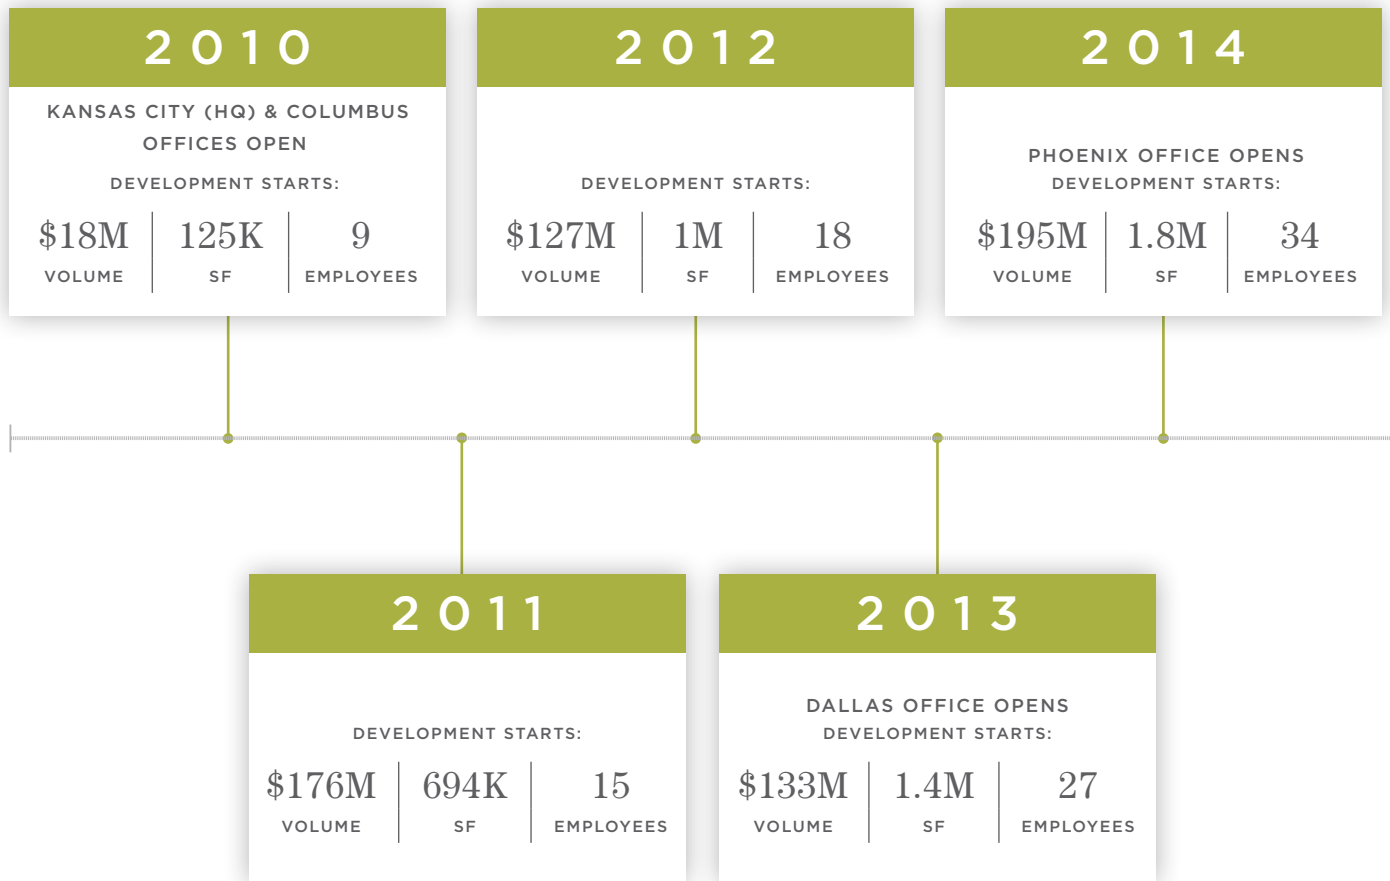 2010
KANSAS CITY (HQ) & COLUMBUS
OFFICES OPEN
DEVELOPMENT STARTS:
$18M 125K 9
VOLUME SF EMPLOYEES
2012
DEVELOPMENT STARTS:
$127M 1M 18
VOLUME SF EMPLOYEES
2014
PHOENIX OFFICE OPENS
DEVELOPMENT STARTS:
$195M 1.8M 34
VOLUME SF EMPLOYEES
2011
DEVELOPMENT STARTS:
$176M 694K 15
VOLUME SF EMPLOYEES
2013
DALLAS OFFICE OPENS
DEVELOPMENT STARTS:
$133M 1.4M 27
VOLUME SF EMPLOYEES